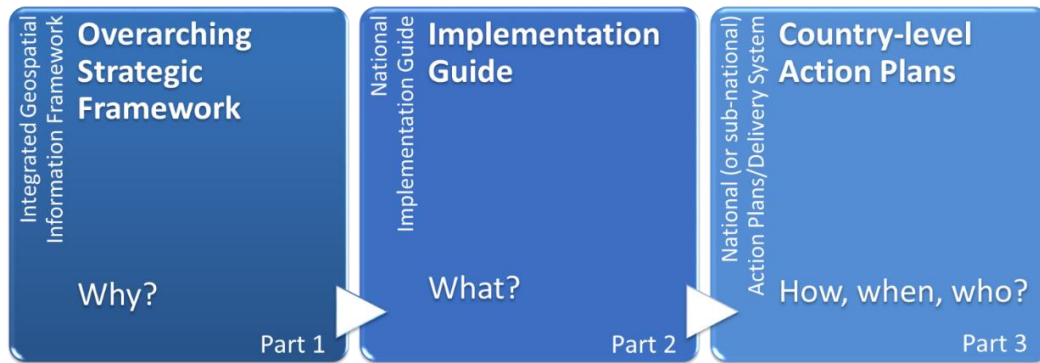 Integrated Geospatial
Information Framework
Overarching
Strategic
Framework
Why?
Part 1
National
Implementation Guide
Implementation
Guide
What?
Part 2
National (or sub-national)
Action Plans/Delivery System
Country-level
Action Plans
How, when, who?
Part 3